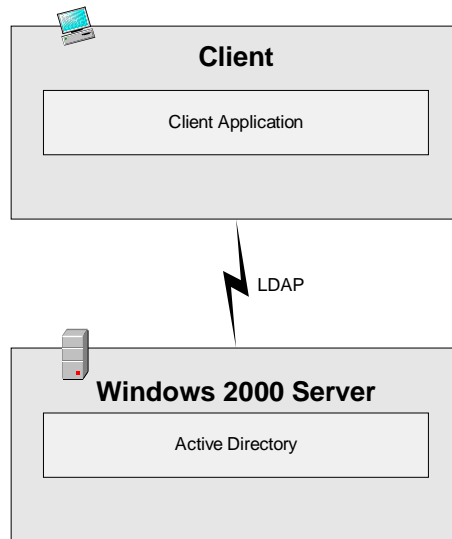 Client
Client Application
LDAP
Windows 2000 Server
Active Directory